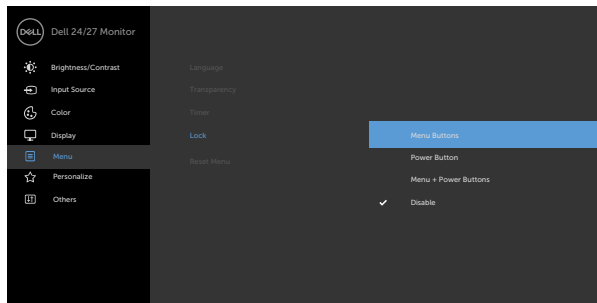 DELL
Dell 24/27 Monitor
Brightness/Contrast
Input Source
Color
Display
Menu
Personalize
Others
Language
Transparency
Timer
Lock
Reset Menu
Menu Buttons
Power Button
Menu + Power Buttons
Disable